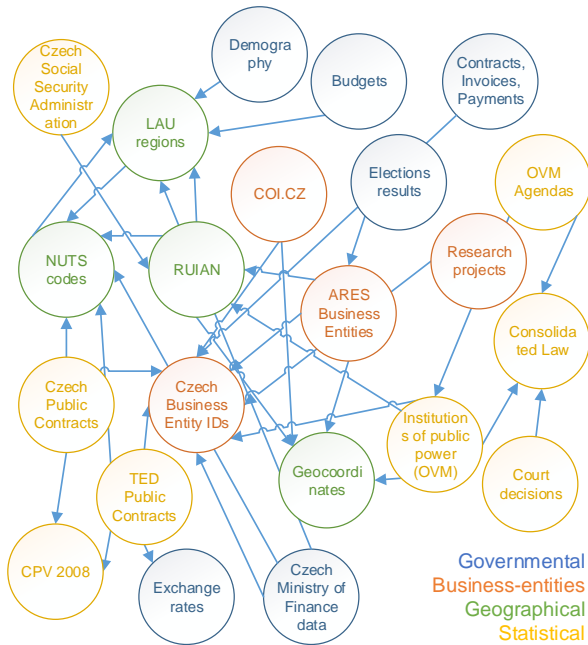 Czech
Social
Security
Administr
ation
Demogra
phy
Budgets
Contracts,
Invoices,
Payments
LAU
regions
COI.CZ
Elections
results
OVM
Agendas
NUTS
codes
RUIAN
ARES
Business
Entities
Research
projects
Consolida
ted Law
Czech
Public
Contracts
Czech
Business
Entity IDs
Institution
s of public
power
(OVM)
TED
Public
Contracts
Geocoordi
nates
Court
decisions
CPV 2008
Exchange
rates
Czech
Ministry of
Finance
data
Governmental
Business-entities
Geographical
Statistical